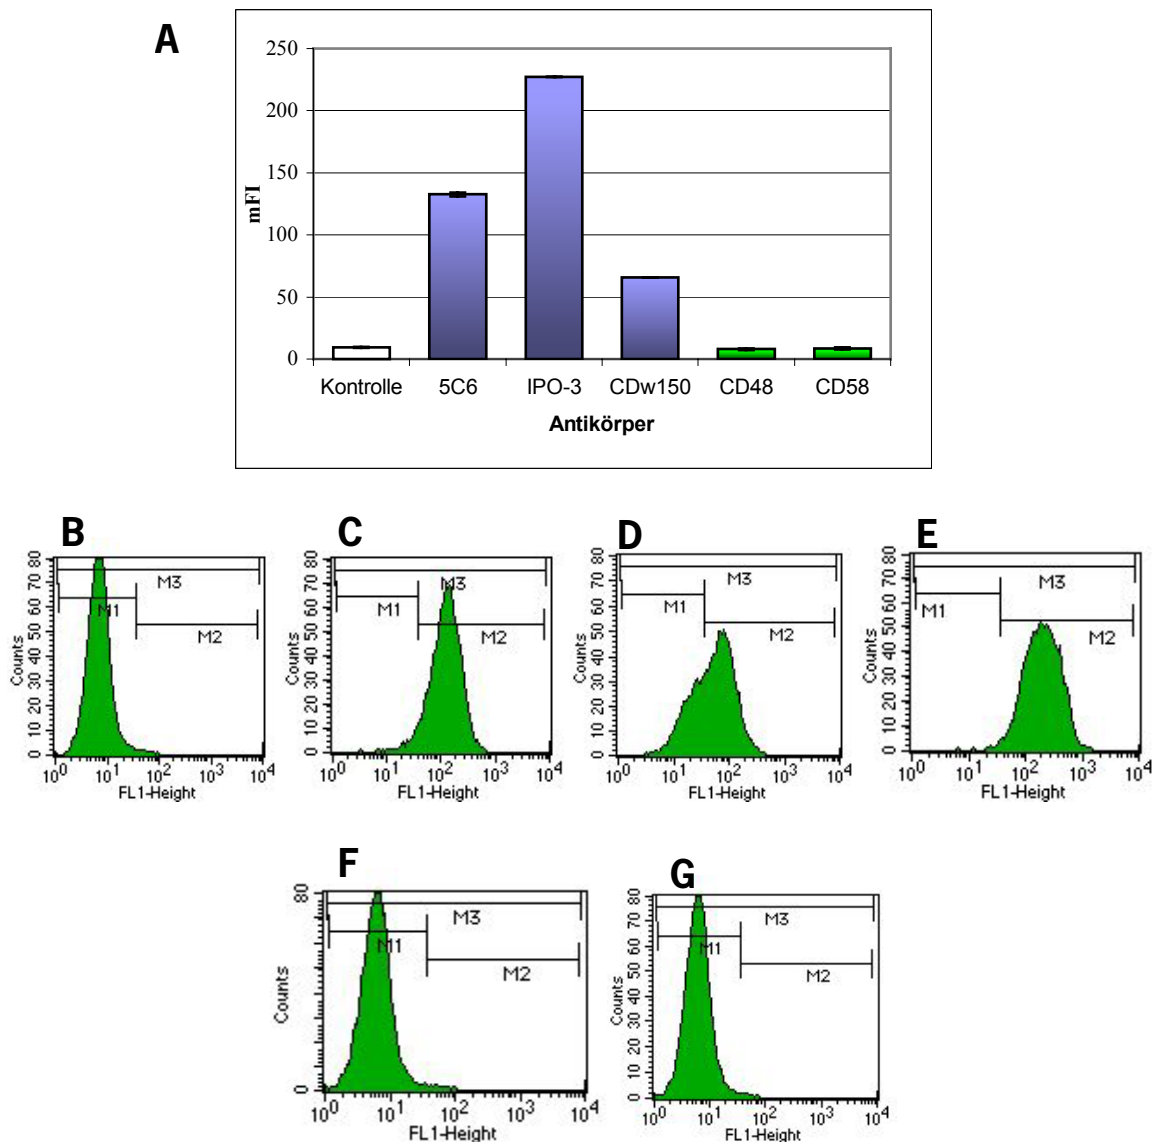 A
250
200
150
100
50
0
mFI
Kontrolle 5C6 IPO-3 CDw150 CD48 CD58
Antikörper
B
80
70
60
50
40
30
20
10
0
Counts
M3
M1
M2
10^0 10^1 10^2 10^3 10^4
FL1-Height
C
80
70
60
50
40
30
20
10
0
Counts
M3
M1
M2
10^0 10^1 10^2 10^3 10^4
FL1-Height
D
80
70
60
50
40
30
20
10
0
Counts
M3
M1
M2
10^0 10^1 10^2 10^3 10^4
FL1-Height
E
80
70
60
50
40
30
20
10
0
Counts
M3
M1
M2
10^0 10^1 10^2 10^3 10^4
FL1-Height
F
80
0
Counts
M3
M1
M2
10^0 10^1 10^2 10^3 10^4
FL1-Height
G
80
70
60
50
40
30
20
10
0
Counts
M3
M1
M2
10^0 10^1 10^2 10^3 10^4
FL1-Height